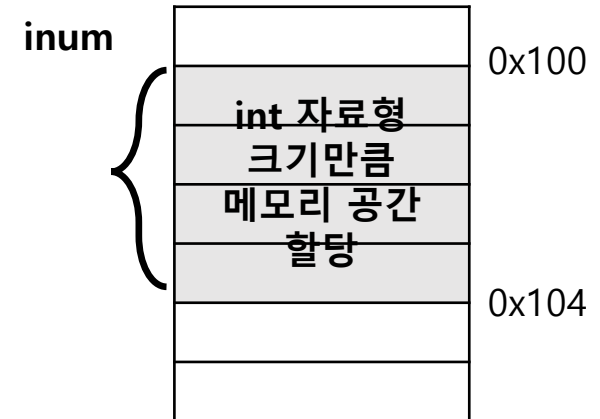 inum
0x100
int 자료형
크기만큼
메모리 공간
할당
0x104